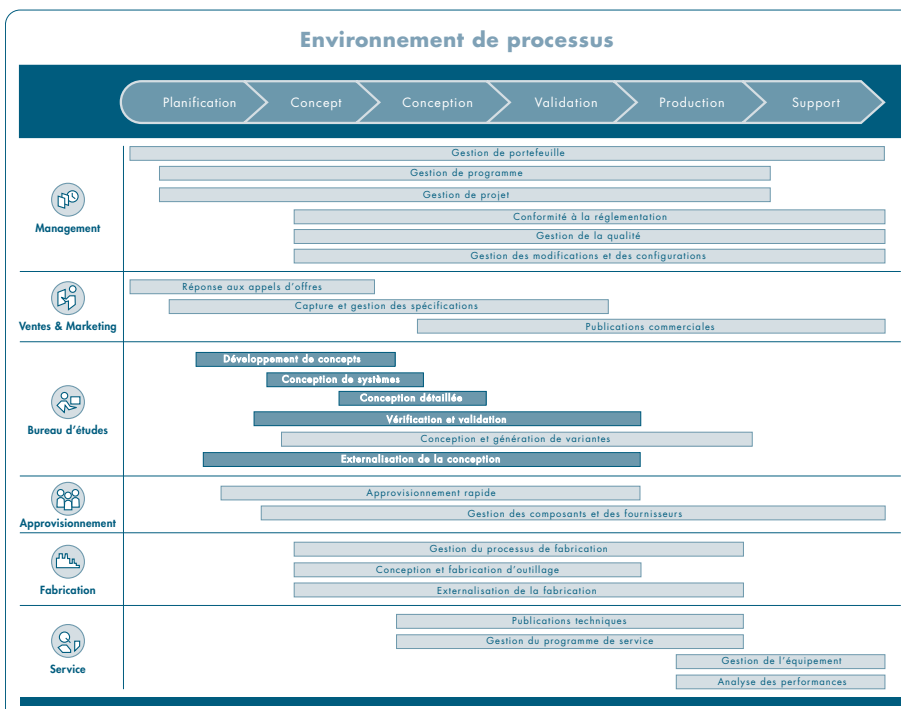 Environnement de processus
Planification
Concept
Conception
Validation
Production
Support
Gestion de portefeuille
Gestion de programme
Gestion de projet
Conformité à la réglementation
Gestion de la qualité
Gestion des modifications et des configurations
Management
Réponse aux appels d'offres
Capture et gestion des spécifications
Publications commerciales
Ventes & Marketing
Développement de concepts
Conception de systèmes
Conception détaillée
Vérification et validation
Conception et génération de variantes
Externalisation de la conception
Bureau d'études
Approvisionnement rapide
Gestion des composants et des fournisseurs
Approvisionnement
Gestion du processus de fabrication
Conception et fabrication d'outillage
Externalisation de la fabrication
Fabrication
Publications techniques
Gestion du programme de service
Gestion de l'équipement
Analyse des performances
Service